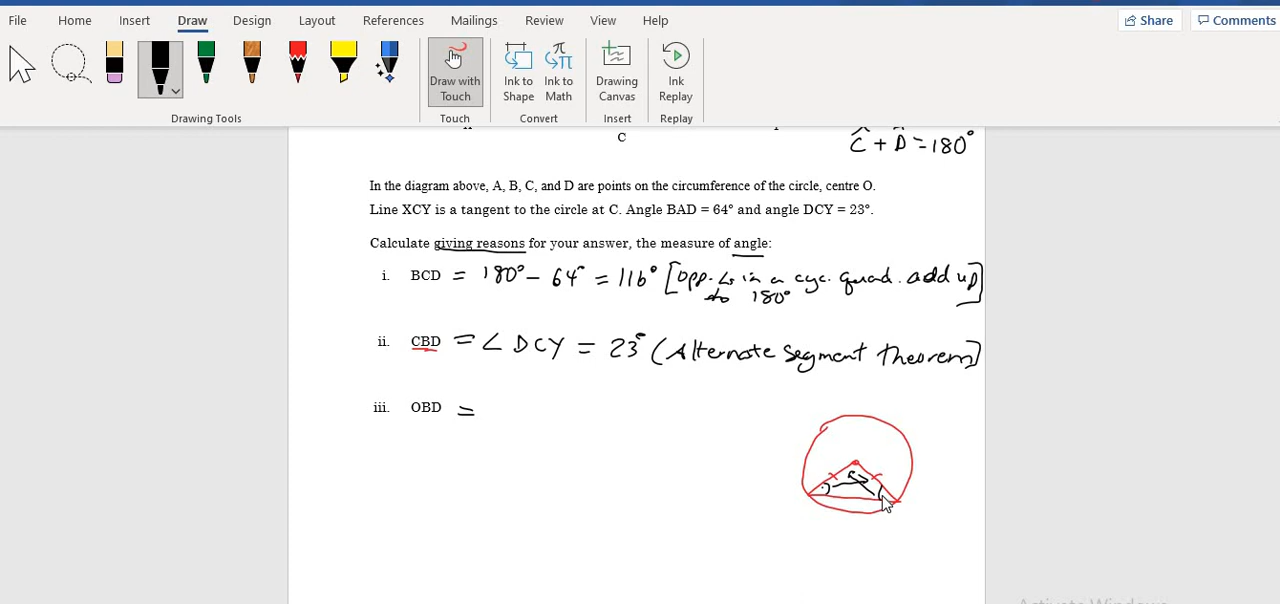 File Home Insert Draw Design Layout References Mailings Review View Help Share Comments
Draw with Touch Ink to Shape Ink to Math Drawing Canvas Ink Replay
Drawing Tools Touch Convert Insert Replay
C
C + D = 180°
In the diagram above, A, B, C, and D are points on the circumference of the circle, centre O.
Line XCY is a tangent to the circle at C. Angle BAD = 64° and angle DCY = 23°.
Calculate giving reasons for your answer, the measure of angle:
i. BCD = 180° - 64° = 116° [opp. ∠s in a cyc. quad. add up
to 180°]
ii. CBD = ∠ DCY = 23° (Alternate segment theorem)
iii. OBD =